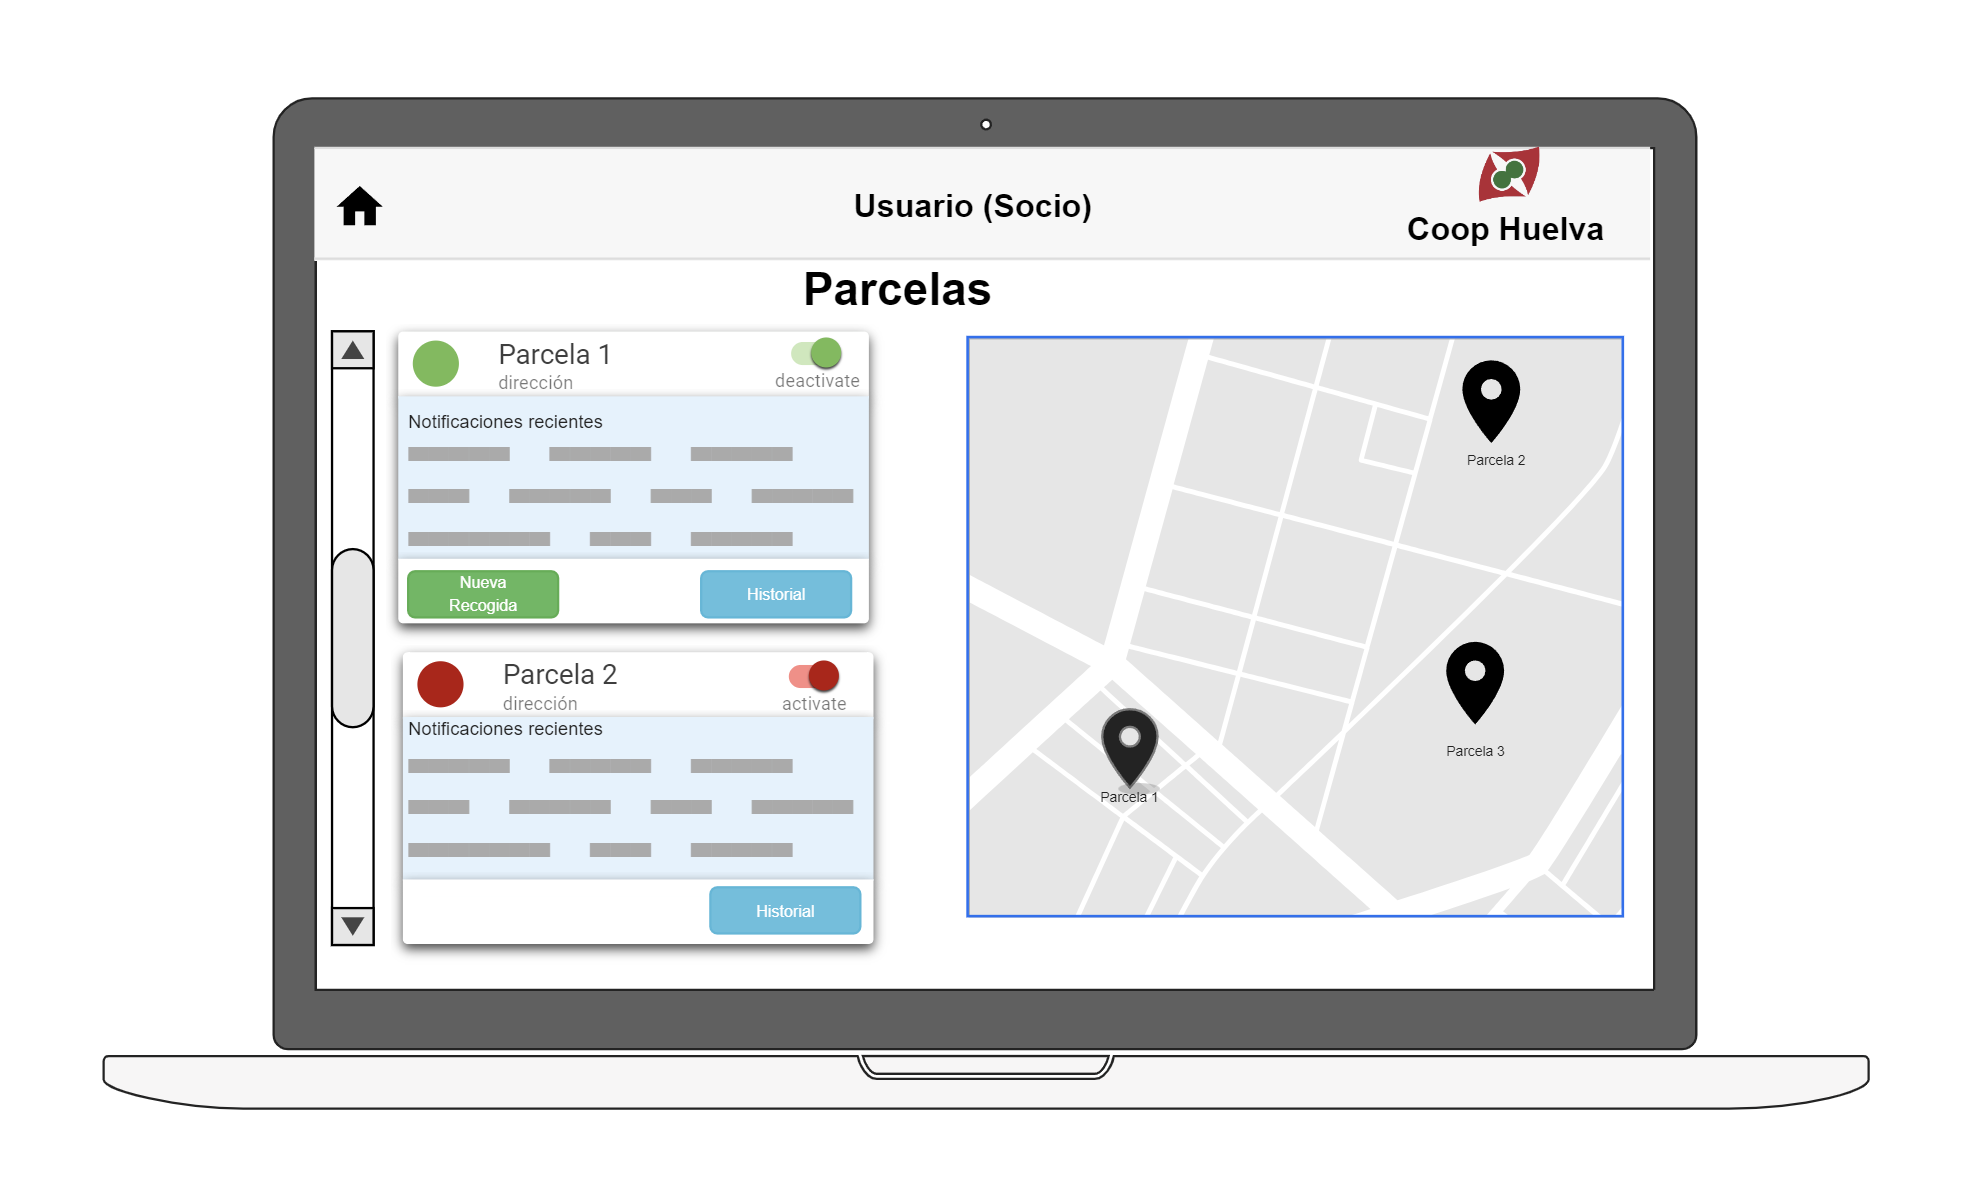 Usuario (Socio)
Coop Huelva
Parcelas
Parcela 1
dirección
deactivate
Notificaciones recientes
Nueva
Recogida
Historial
Parcela 2
dirección
activate
Notificaciones recientes
Historial
Parcela 2
Parcela 3
Parcela 1